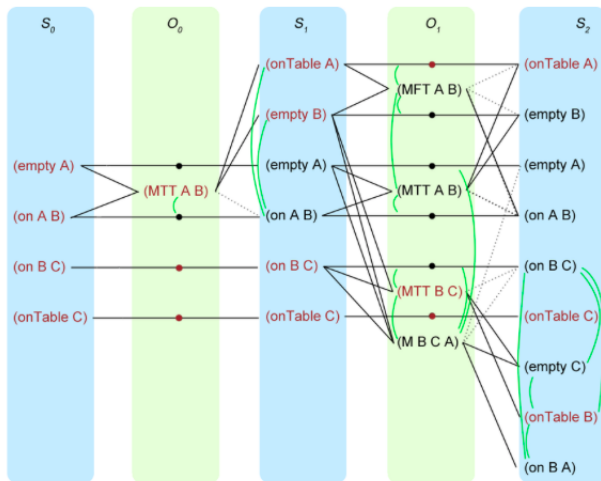 S0
O0
S1
O1
S2
(empty A)
(on A B)
(on B C)
(onTable C)
(MTT A B)
(onTable A)
(empty B)
(empty A)
(on A B)
(on B C)
(onTable C)
(MFT A B)
(MTT A B)
(MTT B C)
(M B C A)
(onTable A)
(empty B)
(empty A)
(on A B)
(on B C)
(onTable C)
(empty C)
(onTable B)
(on B A)